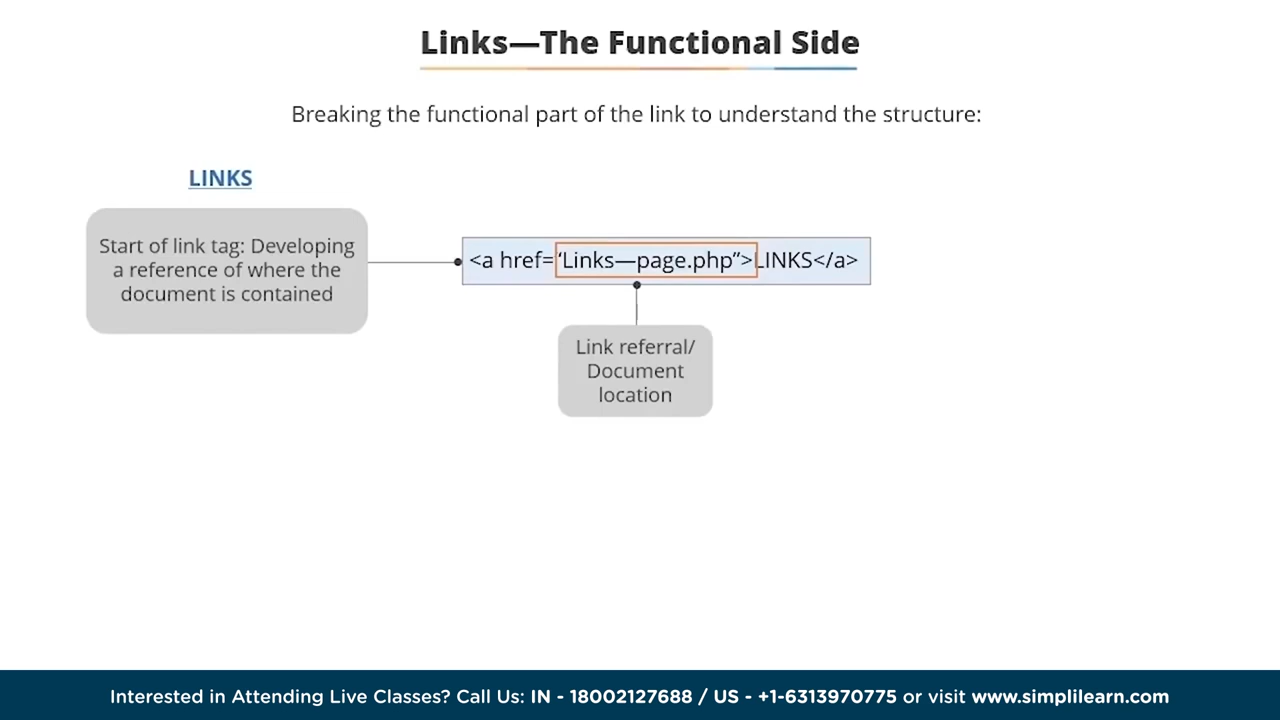 Links—The Functional Side
Breaking the functional part of the link to understand the structure:
LINKS
Start of link tag: Developing
a reference of where the
document is contained
<a href=‘Links—page.php”>LINKS</a>
Link referral/
Document
location
Interested in Attending Live Classes? Call Us: IN - 18002127688 / US - +1-6313970775 or visit www.simplilearn.com